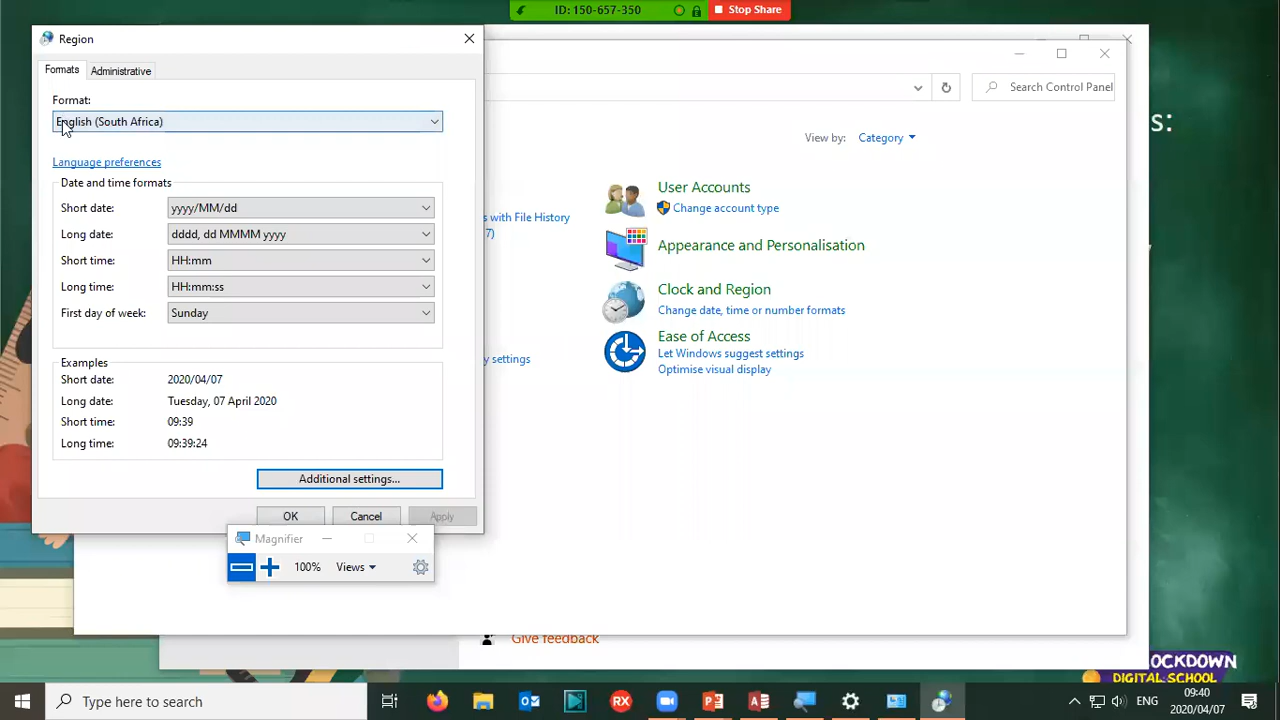 ID: 150-657-350
Stop Share
Region
Formats
Administrative
Format:
English (South Africa)
Language preferences
Date and time formats
Short date:
yyyy/MM/dd
Long date:
dddd, dd MMMM yyyy
Short time:
HH:mm
Long time:
HH:mm:ss
First day of week:
Sunday
Examples
Short date:
2020/04/07
Long date:
Tuesday, 07 April 2020
Short time:
09:39
Long time:
09:39:24
Additional settings...
OK
Cancel
Apply
Magnifier
100%
Views
Search Control Panel
View by:
Category
s with File History
7)
y settings
User Accounts
Change account type
Appearance and Personalisation
Clock and Region
Change date, time or number formats
Ease of Access
Let Windows suggest settings
Optimise visual display
Give feedback
s:
OCKDOWN
DIGITAL SCHOOL
Type here to search
RX
ENG
09:40
2020/04/07